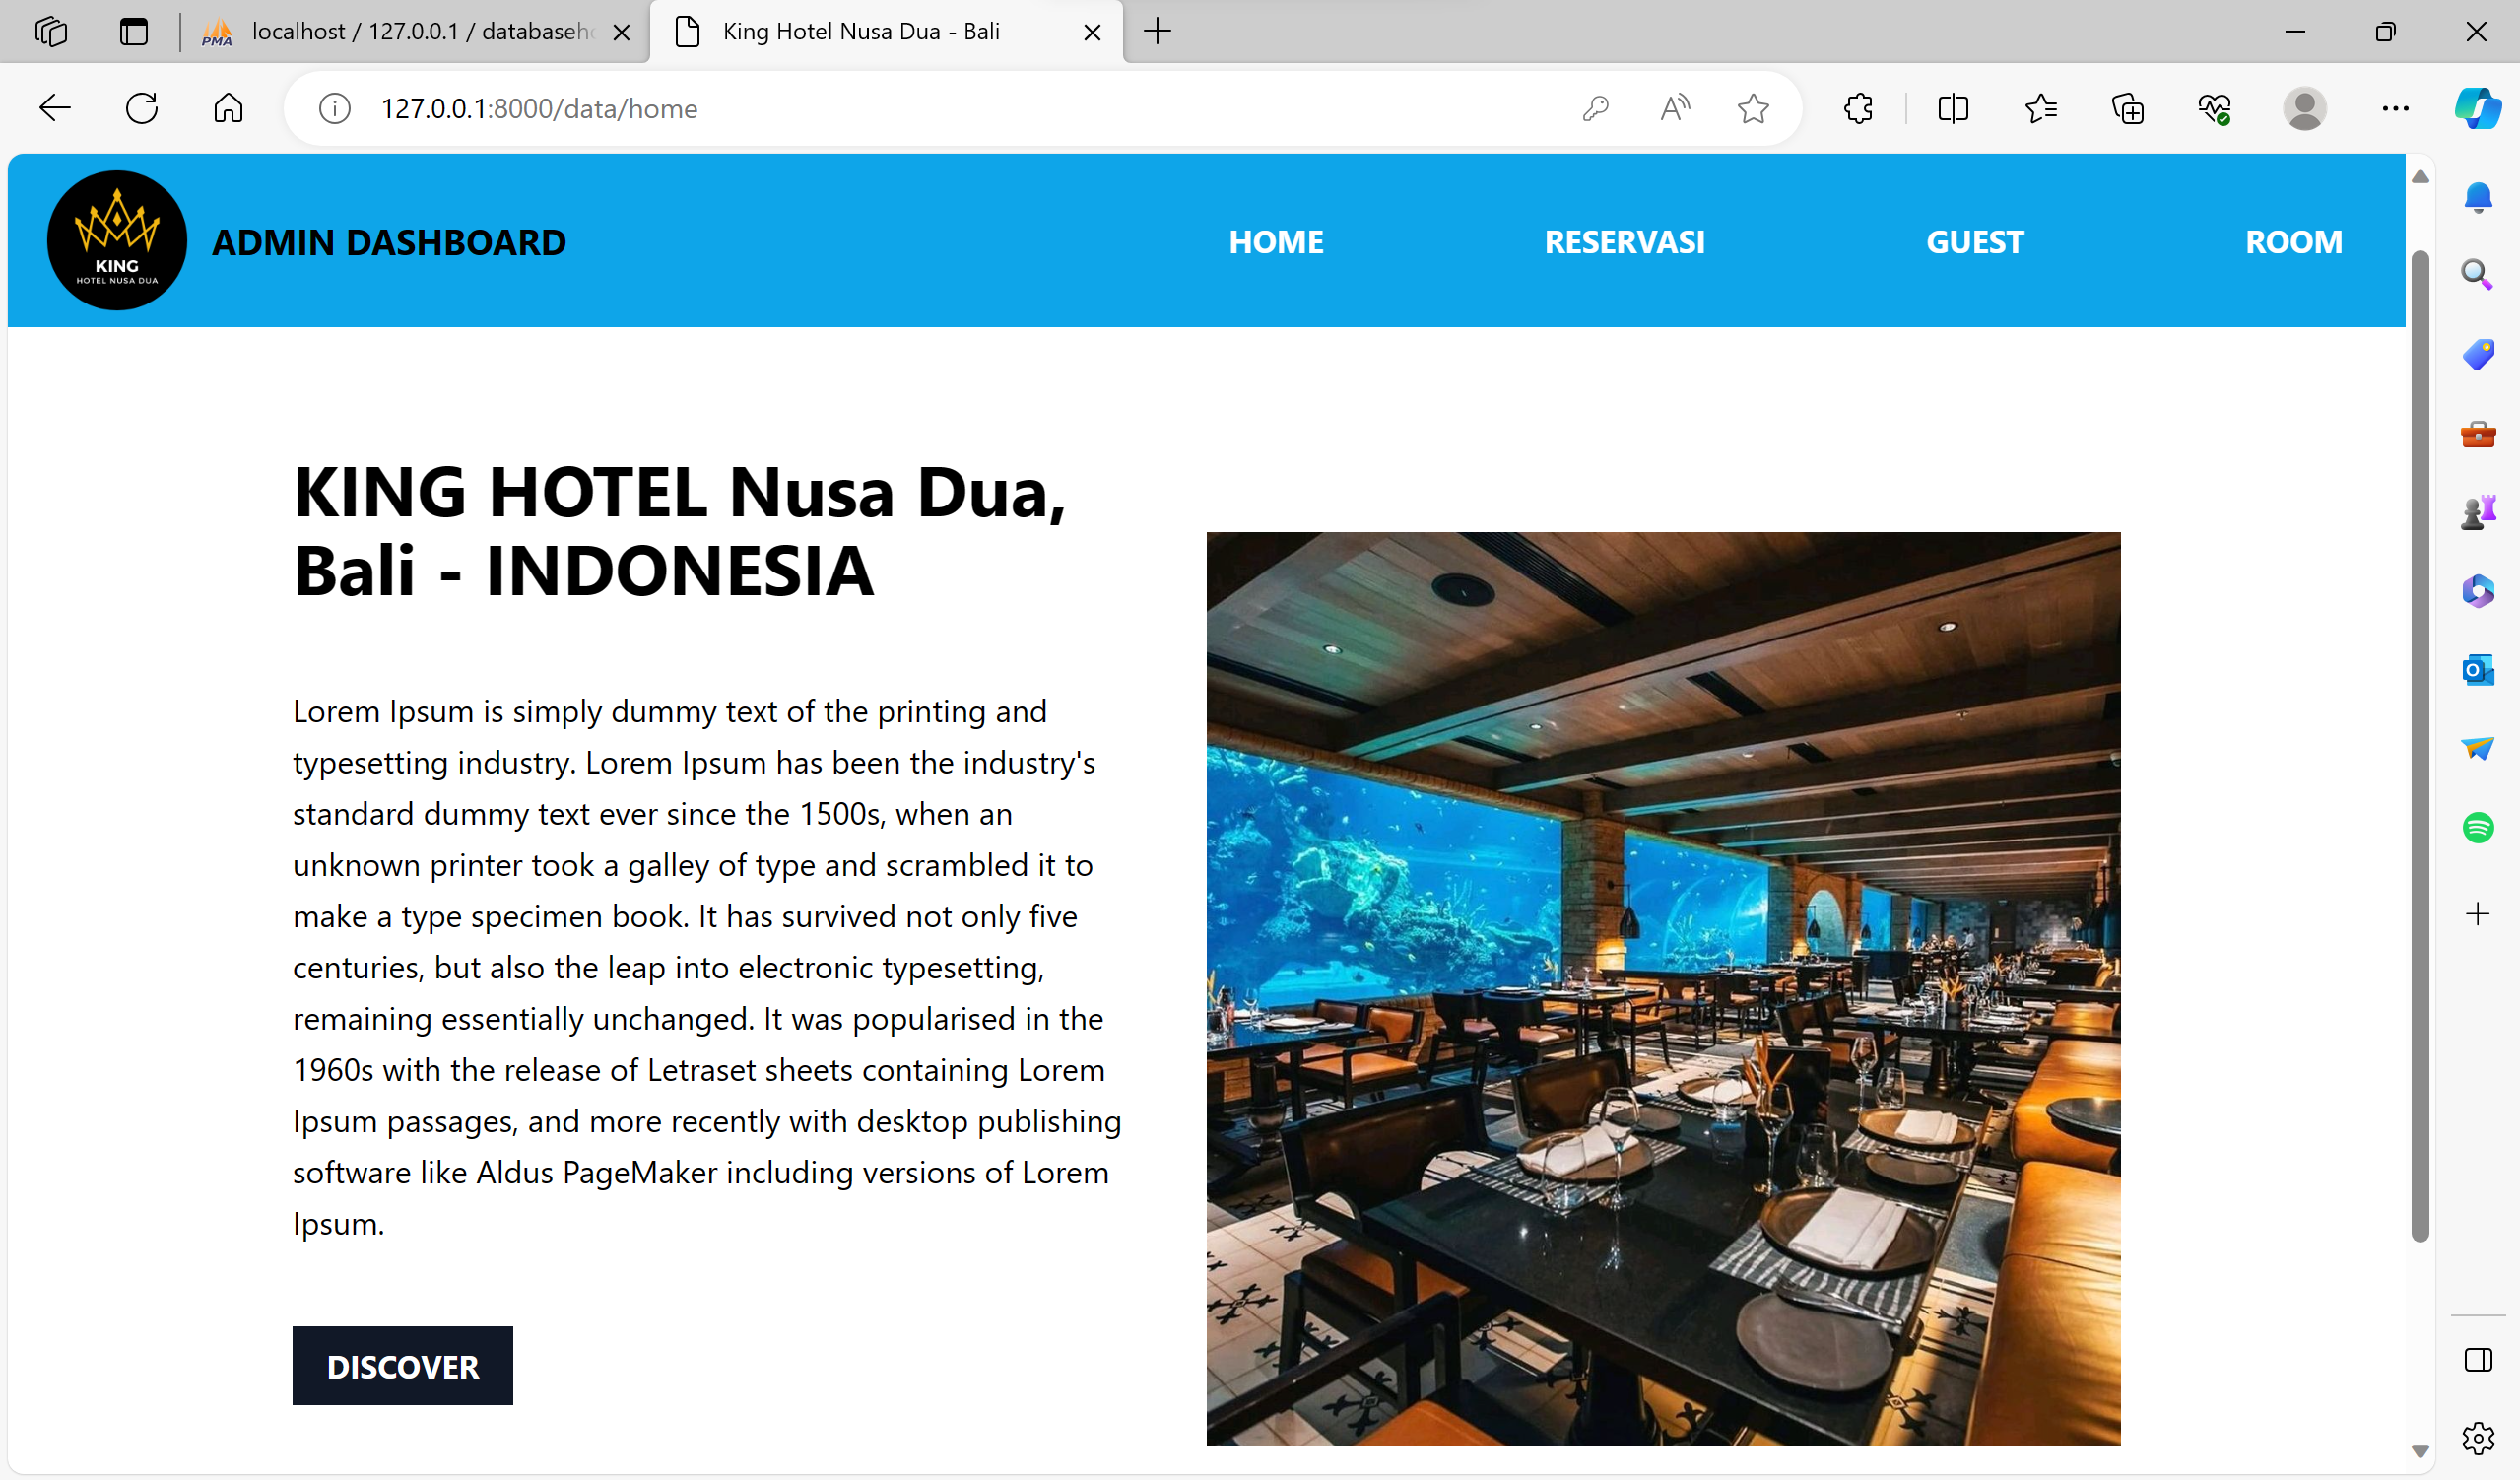 PMA
localhost / 127.0.0.1 / databaseh
King Hotel Nusa Dua - Bali
127.0.0.1:8000/data/home
KING
HOTEL NUSA DUA
ADMIN DASHBOARD
HOME
RESERVASI
GUEST
ROOM
KING HOTEL Nusa Dua,
Bali - INDONESIA
Lorem Ipsum is simply dummy text of the printing and
typesetting industry. Lorem Ipsum has been the industry's
standard dummy text ever since the 1500s, when an
unknown printer took a galley of type and scrambled it to
make a type specimen book. It has survived not only five
centuries, but also the leap into electronic typesetting,
remaining essentially unchanged. It was popularised in the
1960s with the release of Letraset sheets containing Lorem
Ipsum passages, and more recently with desktop publishing
software like Aldus PageMaker including versions of Lorem
Ipsum.
DISCOVER